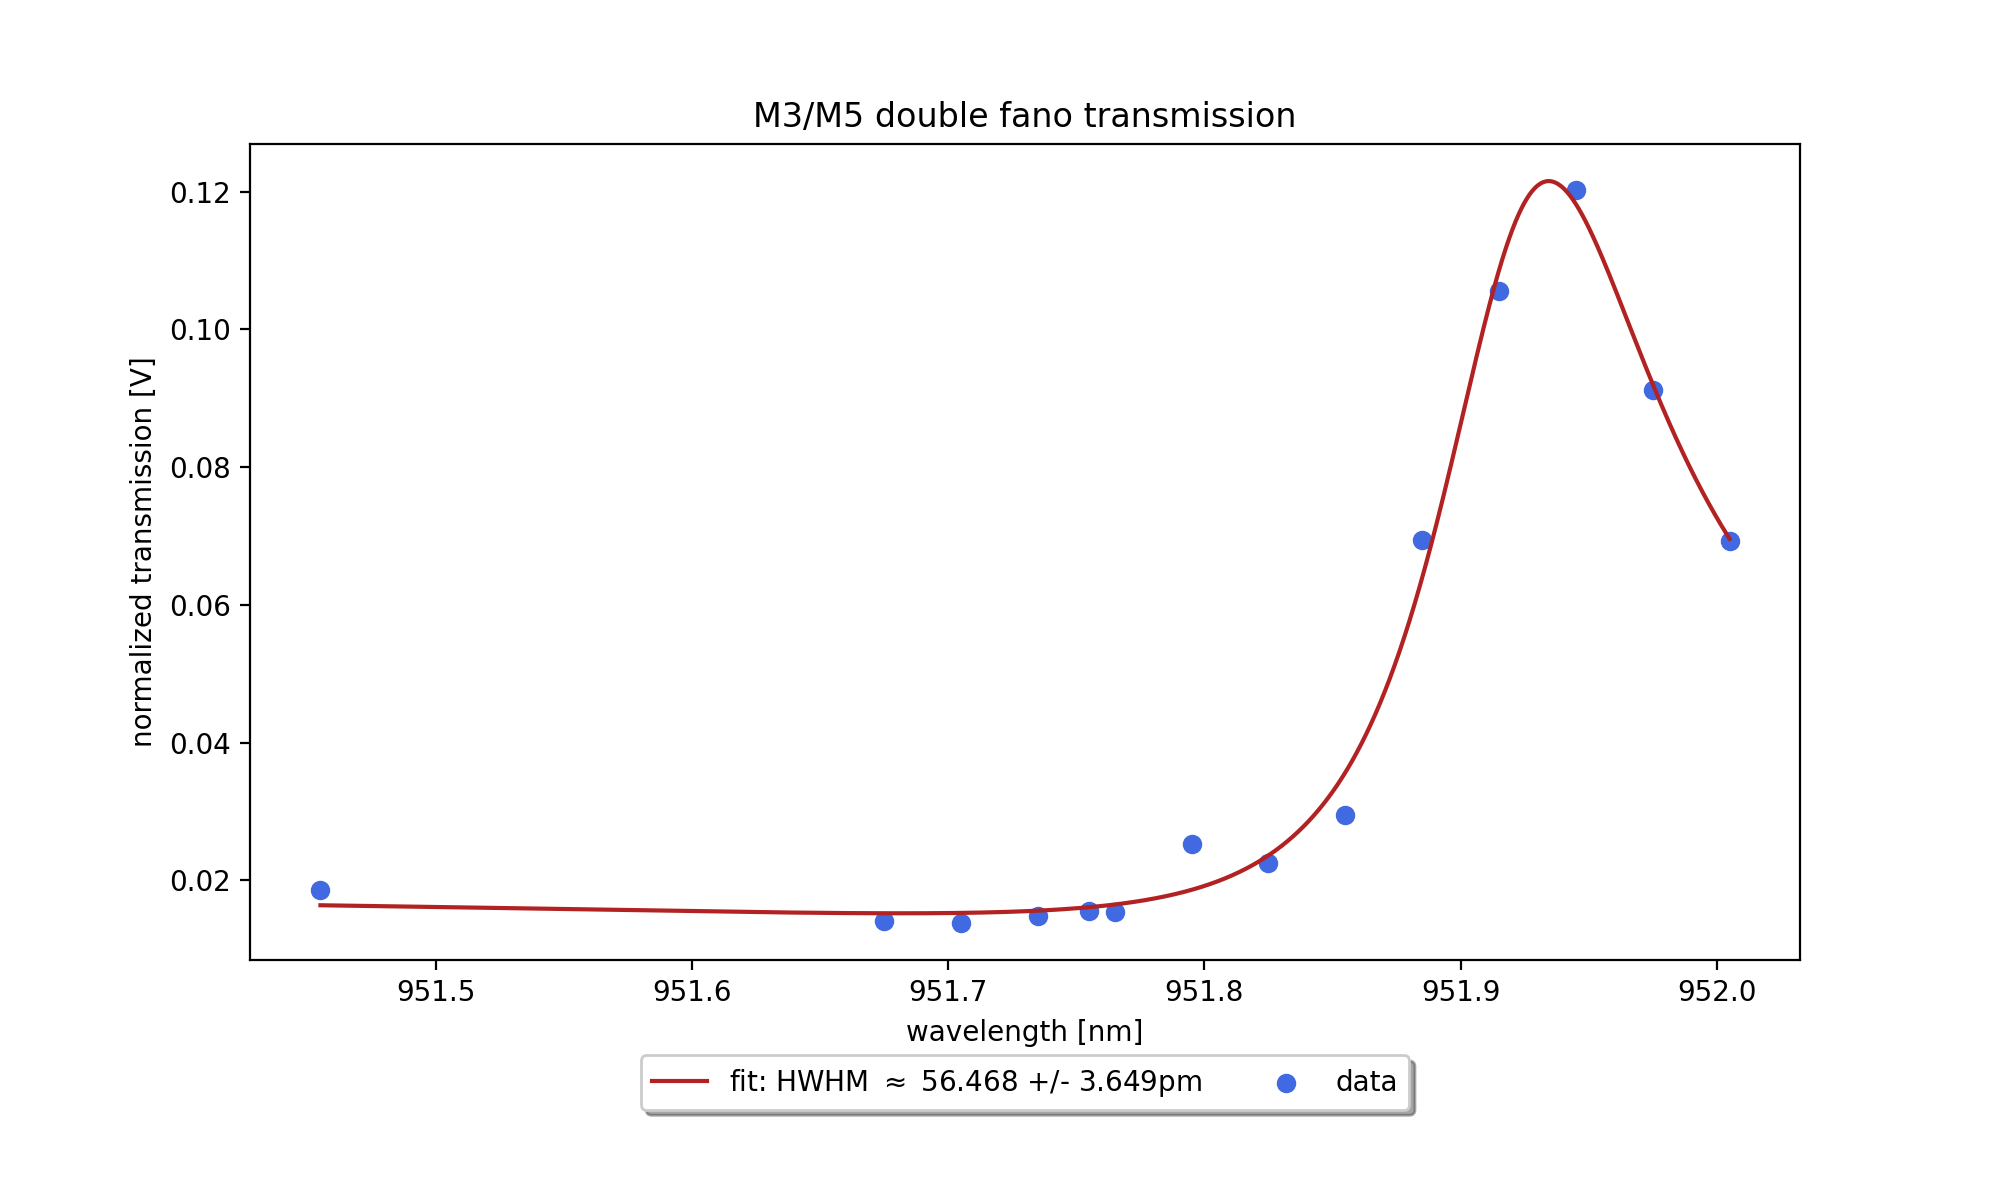 M3/M5 double fano transmission
normalized transmission [V]
0.12
0.10
0.08
0.06
0.04
0.02
951.5 951.6 951.7 951.8 951.9 952.0
wavelength [nm]
fit: HWHM ≈ 56.468 +/- 3.649pm data